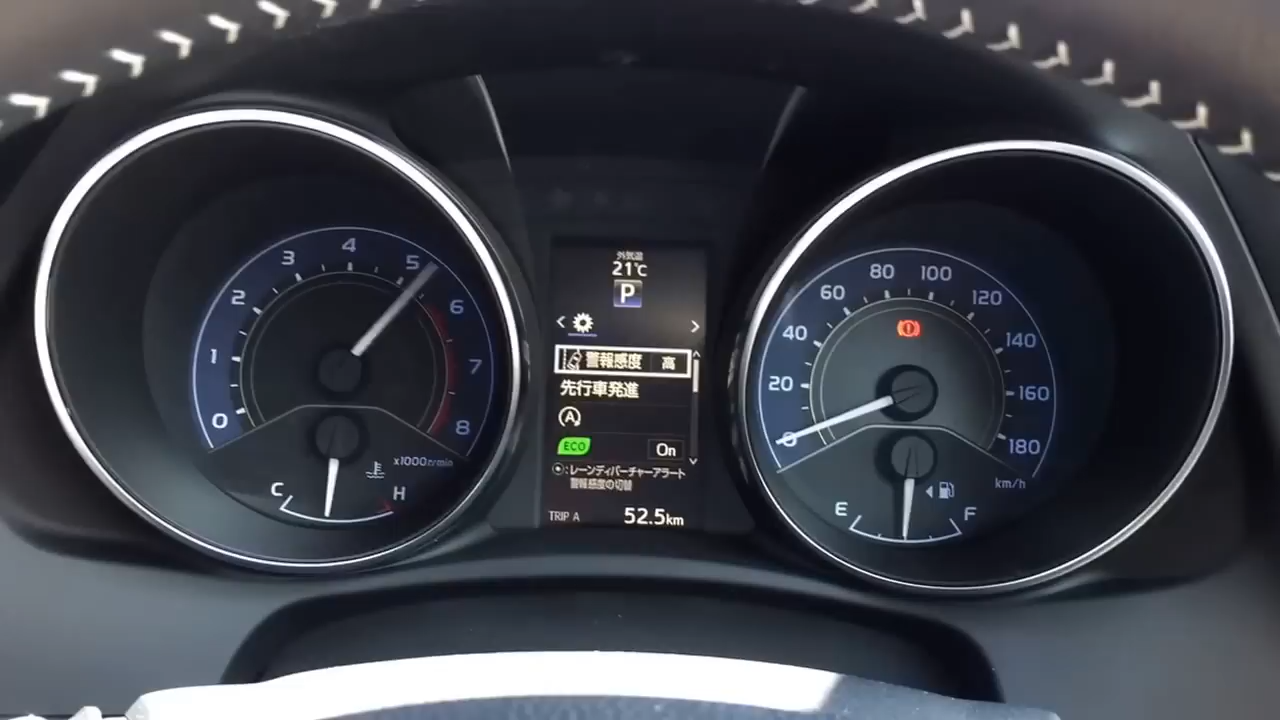 0
1
2
3
4
5
6
7
8
x1000r/min
C
H
外気温
21℃
P
警報感度 高
先行車発進
A
ECO On
:レーンディパーチャーアラート
警報感度の切替
TRIP A 52.5km
0
20
40
60
80
100
120
140
160
180
km/h
E
F